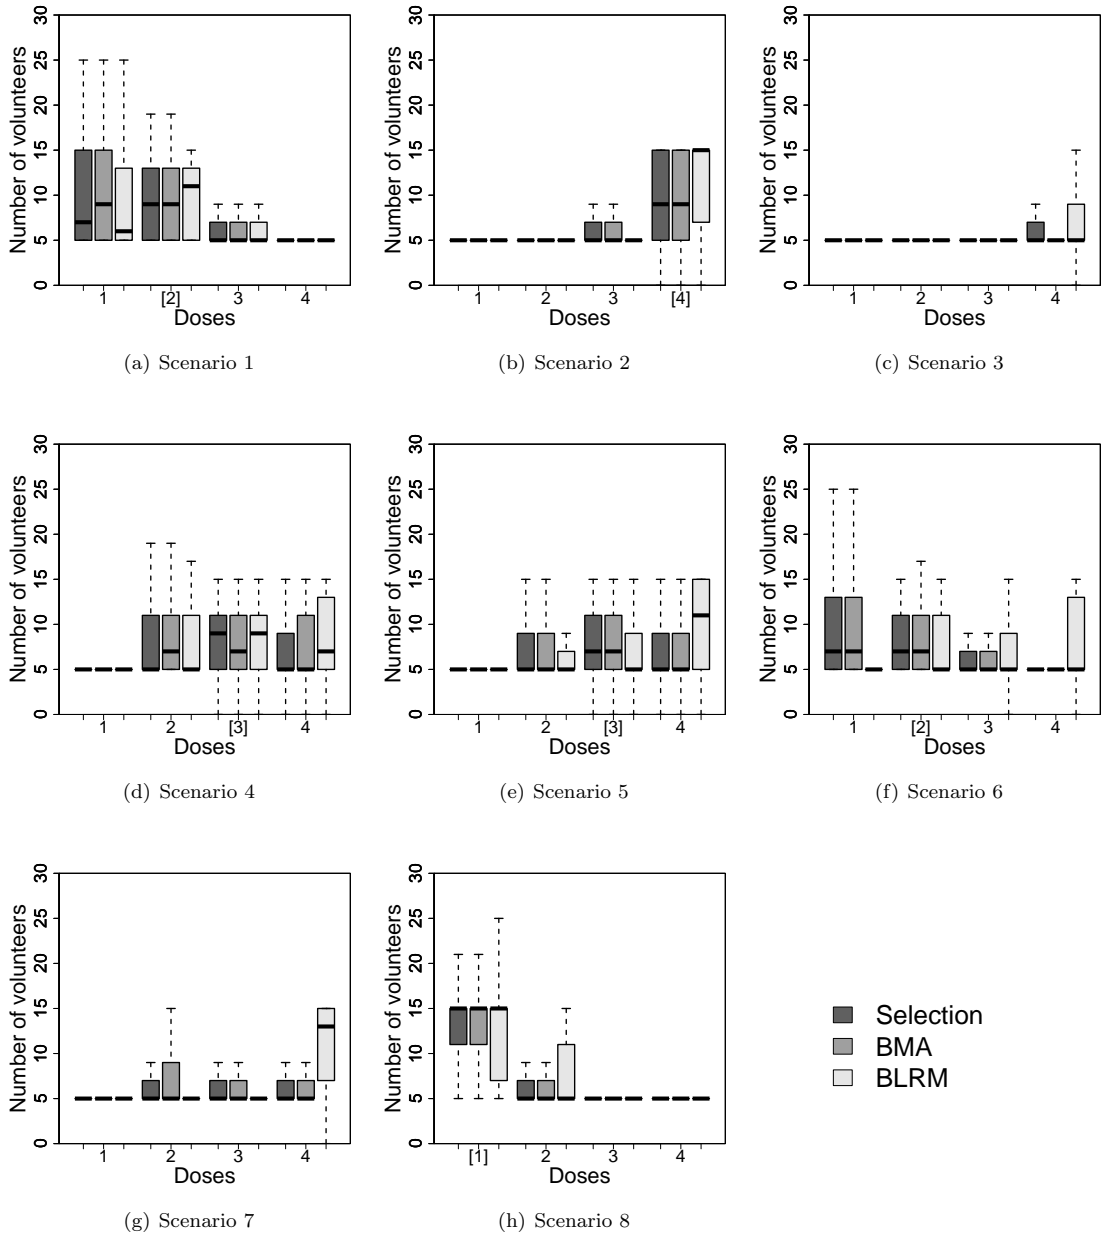 Number of volunteers
0 5 10 15 20 25 30
1 [2] 3 4
Doses
(a) Scenario 1
Number of volunteers
0 5 10 15 20 25 30
1 2 3 [4]
Doses
(b) Scenario 2
Number of volunteers
0 5 10 15 20 25 30
1 2 3 4
Doses
(c) Scenario 3
Number of volunteers
0 5 10 15 20 25 30
1 2 [3] 4
Doses
(d) Scenario 4
Number of volunteers
0 5 10 15 20 25 30
1 2 [3] 4
Doses
(e) Scenario 5
Number of volunteers
0 5 10 15 20 25 30
1 [2] 3 4
Doses
(f) Scenario 6
Number of volunteers
0 5 10 15 20 25 30
1 2 3 4
Doses
(g) Scenario 7
Number of volunteers
0 5 10 15 20 25 30
[1] 2 3 4
Doses
(h) Scenario 8
Selection
BMA
BLRM